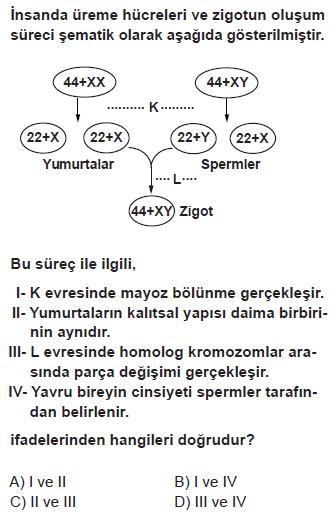 İnsanda üreme hücreleri ve zigotun oluşum
süreci şematik olarak aşağıda gösterilmiştir.
44+XX 44+XY
.......... K.........
22+X 22+X 22+Y 22+X
Yumurtalar Spermler
.... L....
44+XY Zigot
Bu süreç ile ilgili,
I- K evresinde mayoz bölünme gerçekleşir.
II- Yumurtaların kalıtsal yapısı daima birbiri-
nin aynıdır.
III- L evresinde homolog kromozomlar ara-
sında parça değişimi gerçekleşir.
IV- Yavru bireyin cinsiyeti spermler tarafın-
dan belirlenir.
ifadelerinden hangileri doğrudur?
A) I ve II B) I ve IV
C) II ve III D) III ve IV